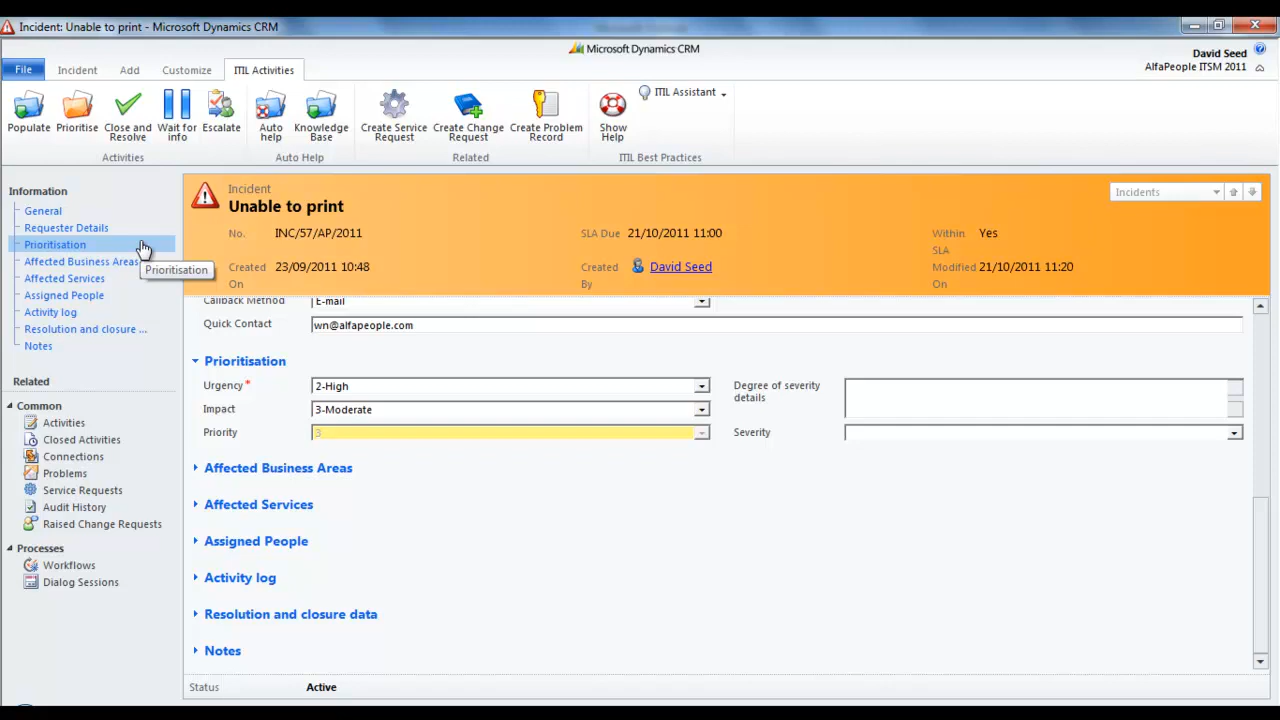 Incident: Unable to print - Microsoft Dynamics CRM
Microsoft Dynamics CRM
David Seed
AlfaPeople ITSM 2011
File
Incident
Add
Customize
ITIL Activities
Populate
Prioritise
Close and
Resolve
Wait for
info
Escalate
Auto
help
Knowledge
Base
Create Service
Request
Create Change
Request
Create Problem
Record
Show
Help
ITIL Assistant
Activities
Auto Help
Related
ITIL Best Practices
Information
General
Requester Details
Prioritisation
Affected Business Areas
Affected Services
Assigned People
Activity log
Resolution and closure ...
Notes
Prioritisation
Related
Common
Activities
Closed Activities
Connections
Problems
Service Requests
Audit History
Raised Change Requests
Processes
Workflows
Dialog Sessions
Incident
Unable to print
Incidents
No. INC/57/AP/2011
SLA Due 21/10/2011 11:00
Within SLA Yes
Created On 23/09/2011 10:48
Created By David Seed
Modified On 21/10/2011 11:20
Callback Method E-mail
Quick Contact wn@alfapeople.com
Prioritisation
Urgency * 2-High
Degree of severity
details
Impact 3-Moderate
Priority 3
Severity
Affected Business Areas
Affected Services
Assigned People
Activity log
Resolution and closure data
Notes
Status Active